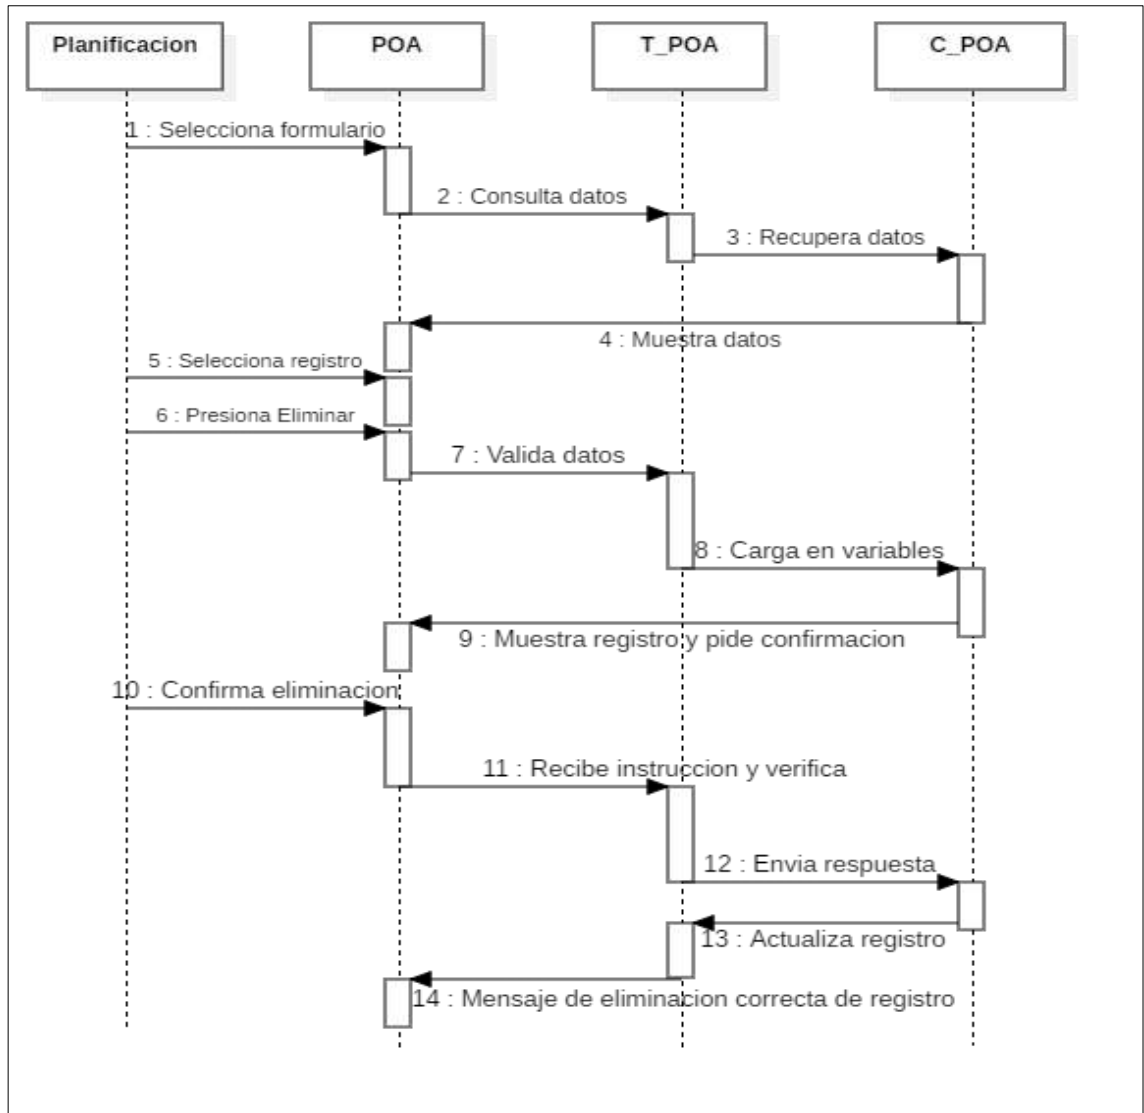 Planificacion
POA
T_POA
C_POA
1 : Selecciona formulario
2 : Consulta datos
3 : Recupera datos
4 : Muestra datos
5 : Selecciona registro
6 : Presiona Eliminar
7 : Valida datos
8 : Carga en variables
9 : Muestra registro y pide confirmacion
10 : Confirma eliminacion
11 : Recibe instruccion y verifica
12 : Envia respuesta
13 : Actualiza registro
14 : Mensaje de eliminacion correcta de registro